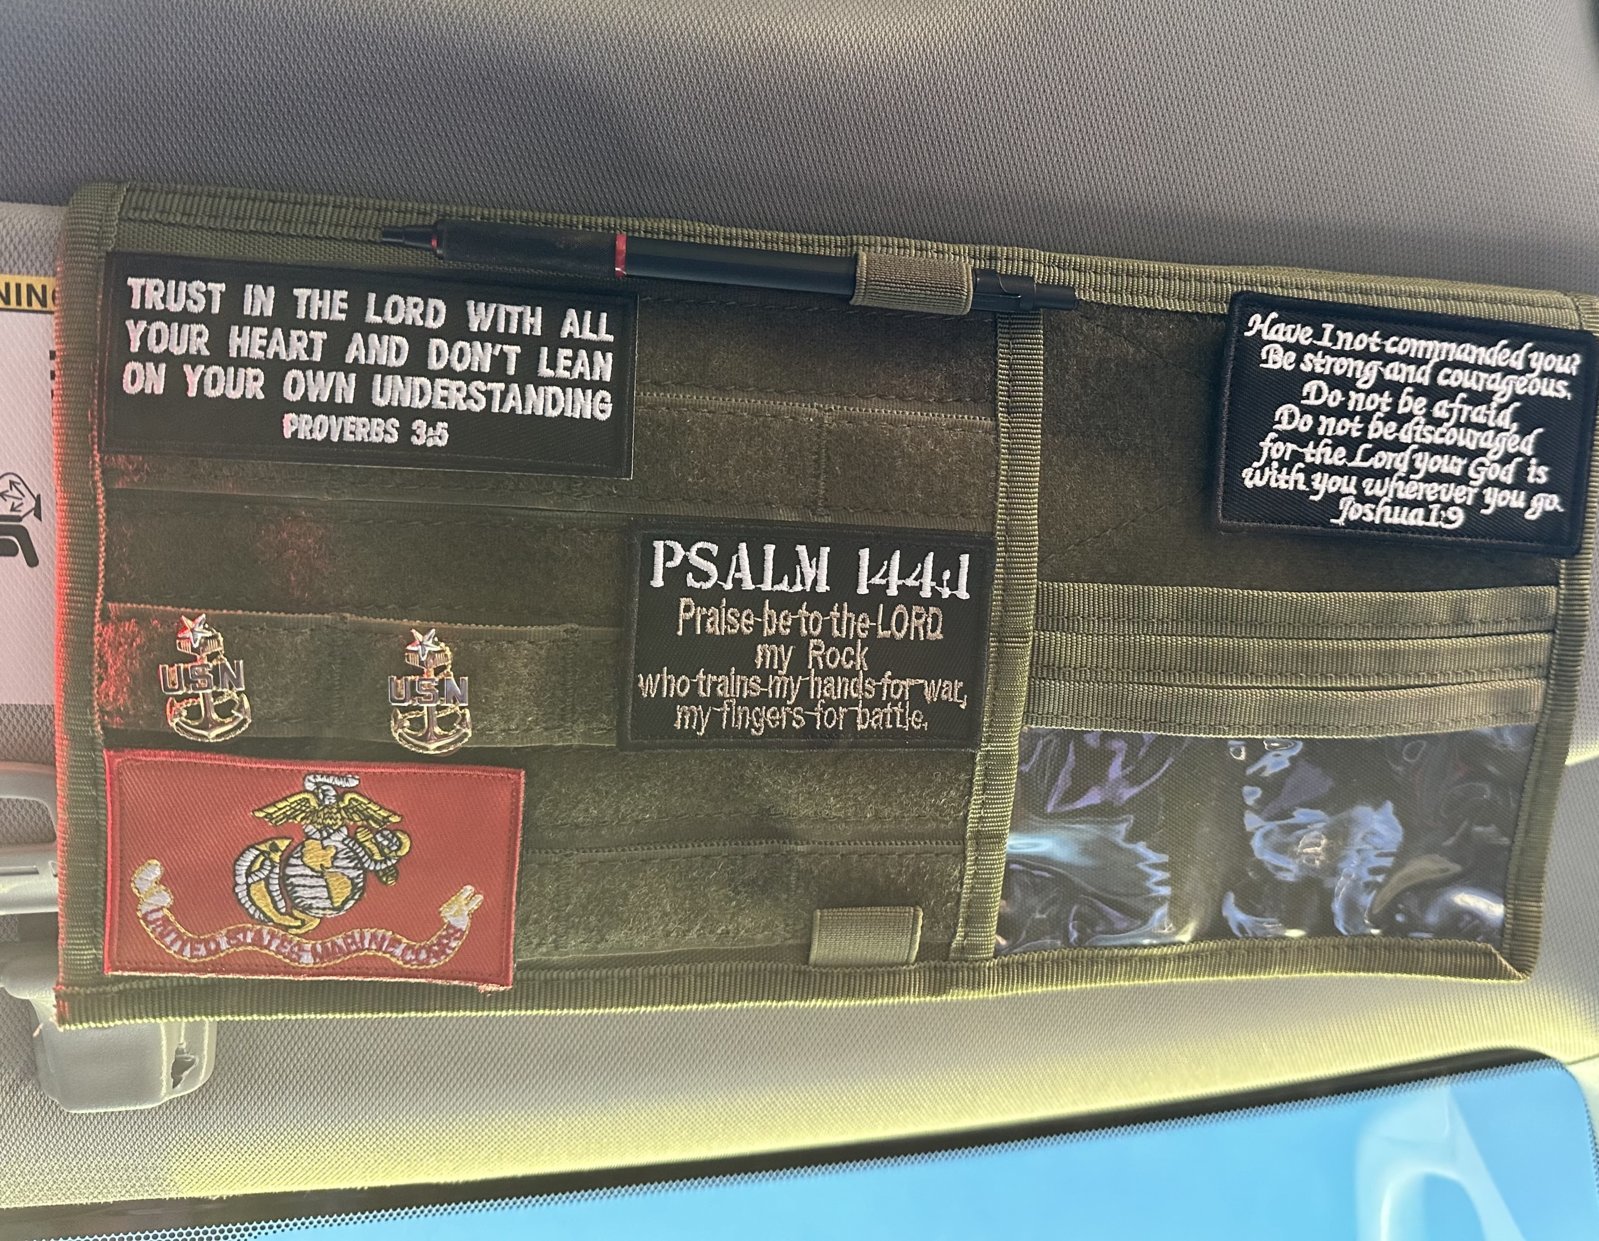 NING
TRUST IN THE LORD WITH ALL
YOUR HEART AND DON'T LEAN
ON YOUR OWN UNDERSTANDING
PROVERBS 3:5
Have I not commanded you?
Be strong and courageous.
Do not be afraid,
Do not be discouraged
for the Lord your God is
with you wherever you go.
Joshua 1:9
PSALM 144:1
Praise be to the LORD
my Rock
who trains my hands for war,
my fingers for battle.
USN
USN
UNITED STATES MARINE CORPS